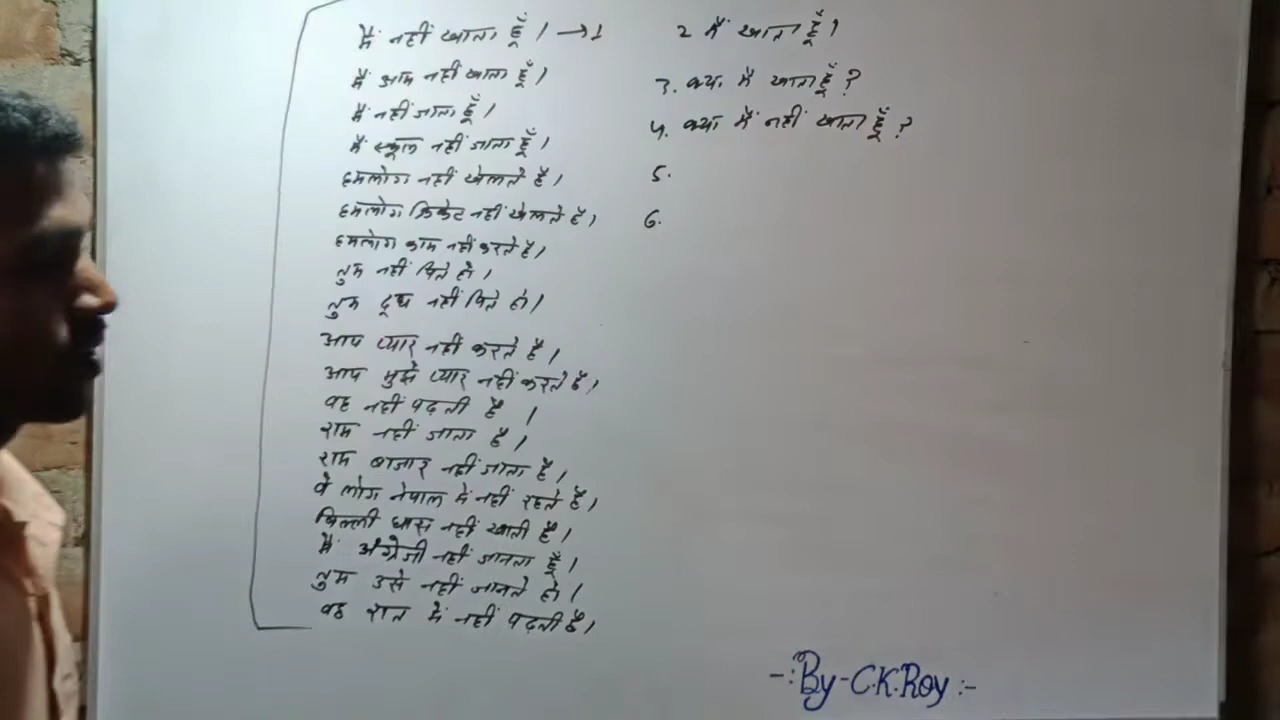 मैं नहीं खाता हूँ। →1
मैं आम नहीं खाता हूँ।
मैं नहीं जाता हूँ।
मैं स्कूल नहीं जाता हूँ।
हमलोग नहीं खेलते हैं।
हमलोग क्रिकेट नहीं खेलते हैं।
हमलोग काम नहीं करते हैं।
तुम नहीं पिते हो।
तुम दूध नहीं पिते हो।
आप प्यार नहीं करते हैं।
आप मुझे प्यार नहीं करते हैं।
वह नहीं पढ़ती है ।
राम नहीं जाता है।
राम बाजार नहीं जाता है।
वे लोग नेपाल में नहीं रहते हैं।
बिल्ली घास नहीं खाती है।
मैं अंग्रेजी नहीं जानता हूँ।
तुम उसे नहीं जानते हो।
वह रात में नहीं पढ़ती है।
2 मैं खाता हूँ।
3. क्या मैं खाता हूँ?
4. क्या मैं नहीं खाता हूँ?
5.
6.
-:By-C.K.Roy:-